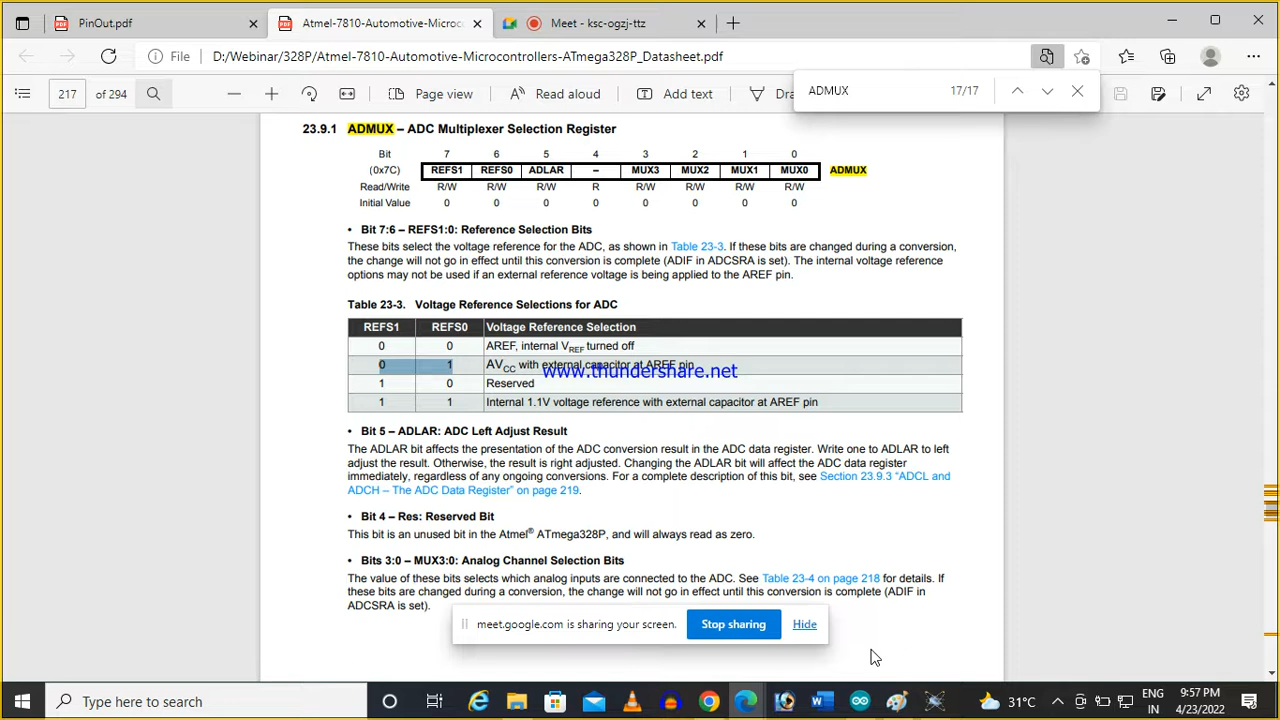 PinOut.pdf
Atmel-7810-Automotive-Microco
Meet - ksc-ogzj-ttz
File
D:/Webinar/328P/Atmel-7810-Automotive-Microcontrollers-ATmega328P_Datasheet.pdf
217 of 294
Page view
Read aloud
Add text
Dra
ADMUX 17/17
23.9.1 ADMUX – ADC Multiplexer Selection Register
Bit 7 6 5 4 3 2 1 0
(0x7C) REFS1 REFS0 ADLAR – MUX3 MUX2 MUX1 MUX0 ADMUX
Read/Write R/W R/W R/W R R/W R/W R/W R/W
Initial Value 0 0 0 0 0 0 0 0
• Bit 7:6 – REFS1:0: Reference Selection Bits
These bits select the voltage reference for the ADC, as shown in Table 23-3. If these bits are changed during a conversion,
the change will not go in effect until this conversion is complete (ADIF in ADCSRA is set). The internal voltage reference
options may not be used if an external reference voltage is being applied to the AREF pin.
Table 23-3. Voltage Reference Selections for ADC
REFS1 REFS0 Voltage Reference Selection
0 0 AREF, internal VREF turned off
0 1 AVCC with external capacitor at AREF pin
www.thundershare.net
1 0 Reserved
1 1 Internal 1.1V voltage reference with external capacitor at AREF pin
• Bit 5 – ADLAR: ADC Left Adjust Result
The ADLAR bit affects the presentation of the ADC conversion result in the ADC data register. Write one to ADLAR to left
adjust the result. Otherwise, the result is right adjusted. Changing the ADLAR bit will affect the ADC data register
immediately, regardless of any ongoing conversions. For a complete description of this bit, see Section 23.9.3 “ADCL and
ADCH – The ADC Data Register” on page 219.
• Bit 4 – Res: Reserved Bit
This bit is an unused bit in the Atmel® ATmega328P, and will always read as zero.
• Bits 3:0 – MUX3:0: Analog Channel Selection Bits
The value of these bits selects which analog inputs are connected to the ADC. See Table 23-4 on page 218 for details. If
these bits are changed during a conversion, the change will not go in effect until this conversion is complete (ADIF in
ADCSRA is set).
meet.google.com is sharing your screen. Stop sharing Hide
Type here to search
31°C
ENG
IN
9:57 PM
4/23/2022